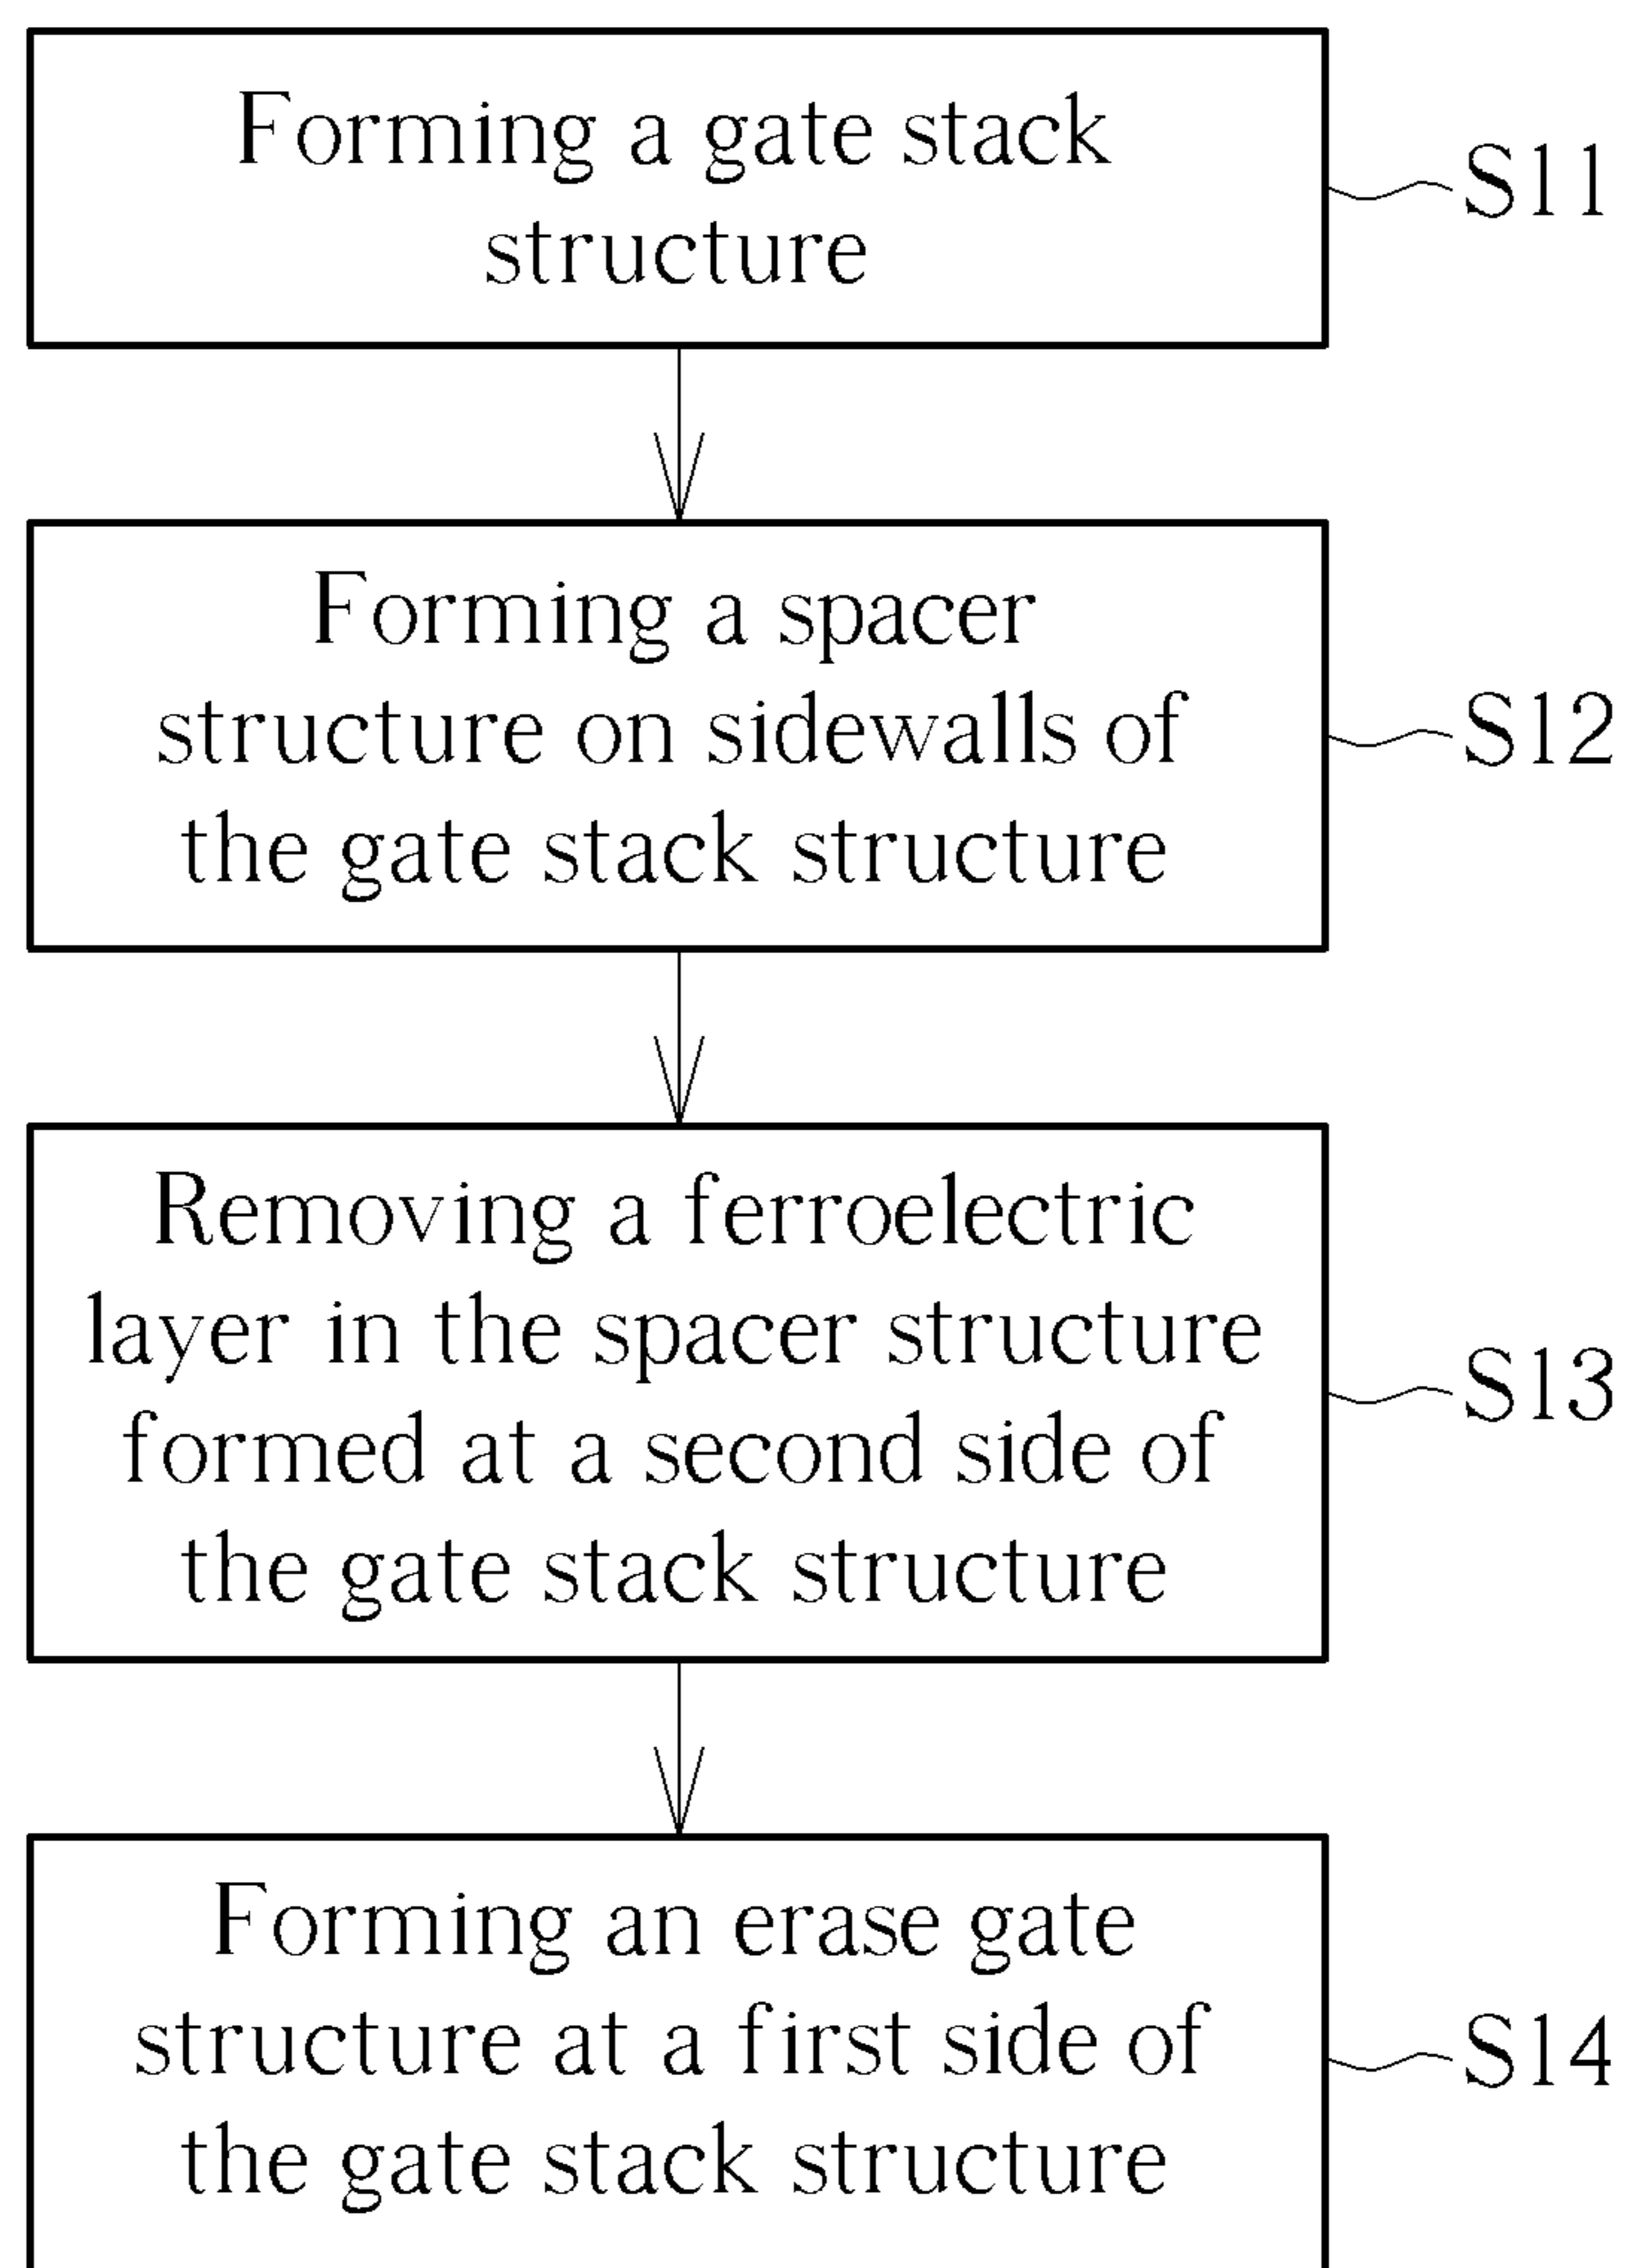 Forming a gate stack
structure
S11
Forming a spacer
structure on sidewalls of
the gate stack structure
S12
Removing a ferroelectric
layer in the spacer structure
formed at a second side of
the gate stack structure
S13
Forming an erase gate
structure at a first side of
the gate stack structure
S14